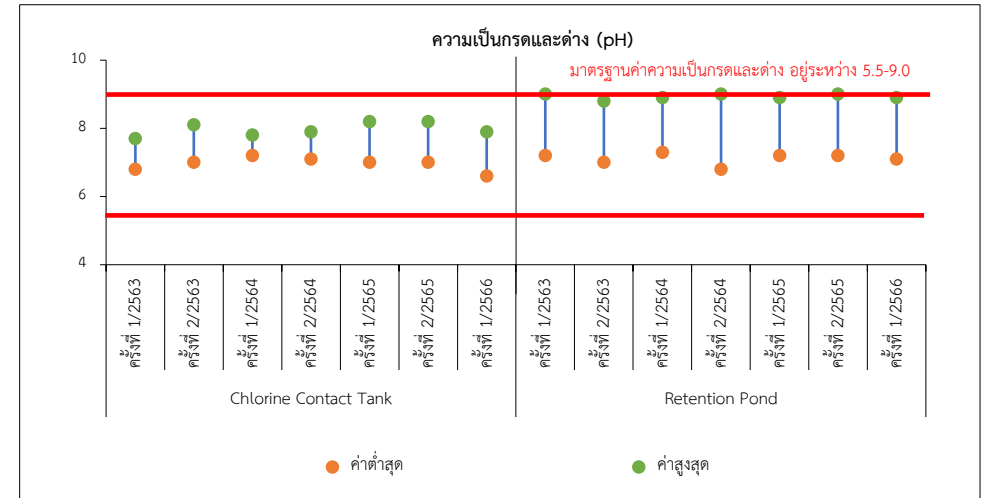 ความเป็นกรดและด่าง (pH)
มาตรฐานค่าความเป็นกรดและด่าง อยู่ระหว่าง 5.5-9.0
10
8
6
4
ครั้งที่ 1/2563
ครั้งที่ 2/2563
ครั้งที่ 1/2564
ครั้งที่ 2/2564
ครั้งที่ 1/2565
ครั้งที่ 2/2565
ครั้งที่ 1/2566
ครั้งที่ 1/2563
ครั้งที่ 2/2563
ครั้งที่ 1/2564
ครั้งที่ 2/2564
ครั้งที่ 1/2565
ครั้งที่ 2/2565
ครั้งที่ 1/2566
Chlorine Contact Tank
Retention Pond
ค่าต่ำสุด
ค่าสูงสุด